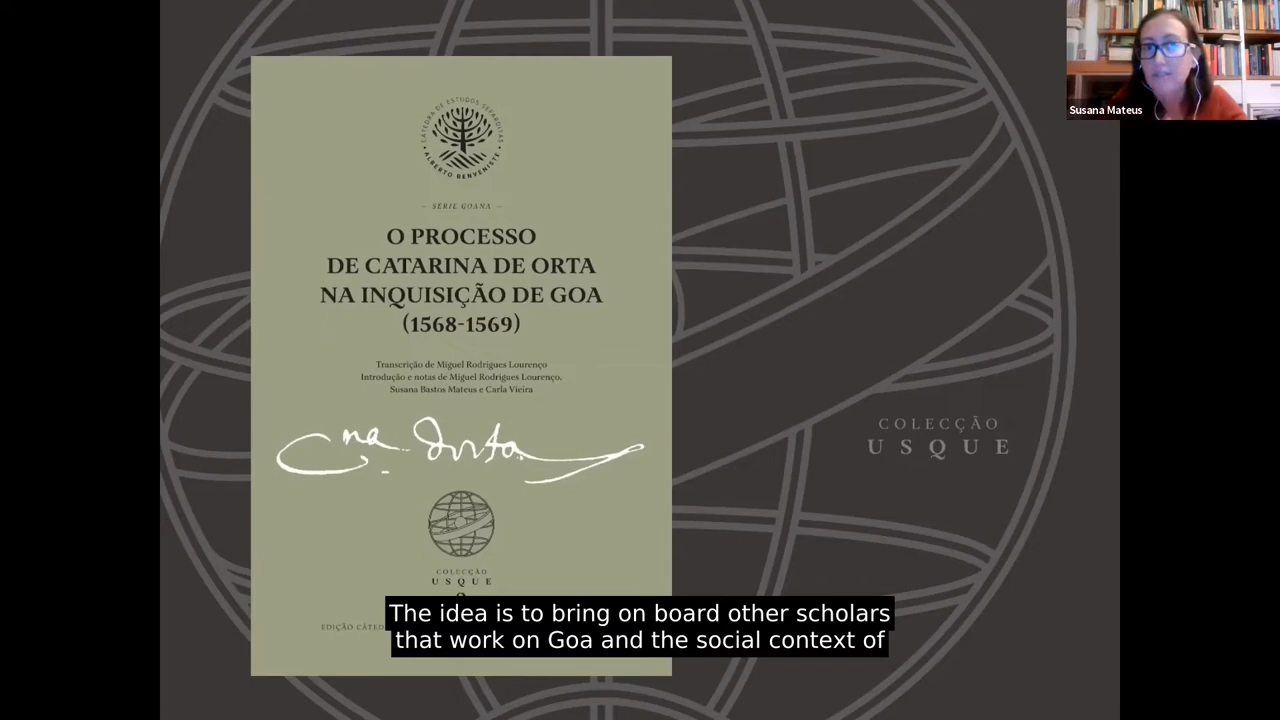 CÁTEDRA DE ESTUDOS SEFARDITAS
• ALBERTO BENVENISTE •
— SÉRIE GOANA —
O PROCESSO
DE CATARINA DE ORTA
NA INQUISIÇÃO DE GOA
(1568-1569)
Transcrição de Miguel Rodrigues Lourenço
Introdução e notas de Miguel Rodrigues Lourenço,
Susana Bastos Mateus e Carla Vieira
Cna dorta
COLECÇÃO
USQUE
EDIÇÃO
COLECÇÃO
USQUE
Susana Mateus
The idea is to bring on board other scholars
that work on Goa and the social context of